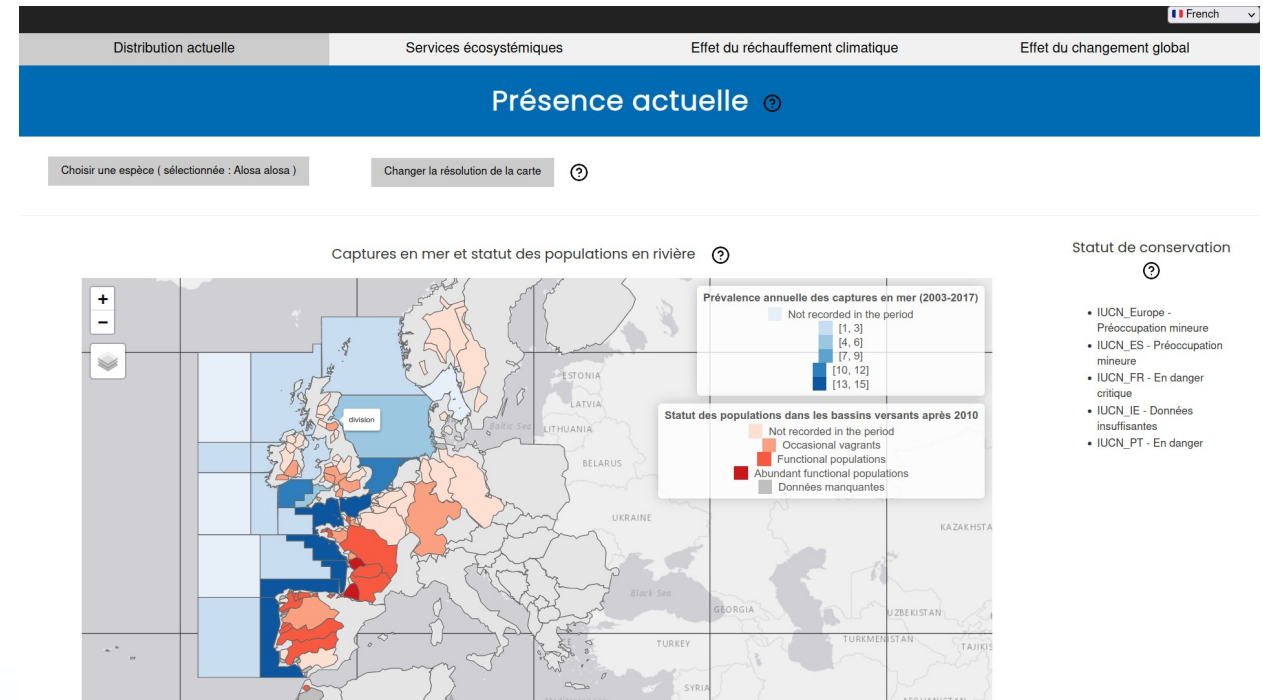 French
Distribution actuelle
Services écosystémiques
Effet du réchauffement climatique
Effet du changement global
Présence actuelle ?
Choisir une espèce ( sélectionnée : Alosa alosa )
Changer la résolution de la carte
?
Captures en mer et statut des populations en rivière ?
Statut de conservation
?
+
−
Prévalence annuelle des captures en mer (2003-2017)
Not recorded in the period
[1, 3]
[4, 6]
[7, 9]
[10, 12]
[13, 15]
Statut des populations dans les bassins versants après 2010
Not recorded in the period
Occasional vagrants
Functional populations
Abundant functional populations
Données manquantes
division
ESTONIA
LATVIA
Baltic Sea
LITHUANIA
BELARUS
UKRAINE
KAZAKHSTA
Black Sea
GEORGIA
UZBEKISTAN
TURKEY
TURKMENISTAN
TAJIKIS
SYRIA
AFGHANISTAN
Mediterranean
• IUCN_Europe -
Préoccupation mineure
• IUCN_ES - Préoccupation
mineure
• IUCN_FR - En danger
critique
• IUCN_IE - Données
insuffisantes
• IUCN_PT - En danger